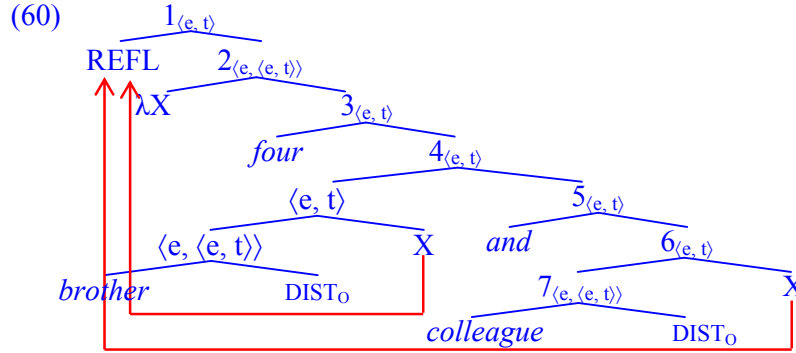 (60)
1⟨e, t⟩
REFL 2⟨e, ⟨e, t⟩⟩
λX 3⟨e, t⟩
four 4⟨e, t⟩
⟨e, t⟩ 5⟨e, t⟩
⟨e, ⟨e, t⟩⟩ X and 6⟨e, t⟩
brother DISTO 7⟨e, ⟨e, t⟩⟩ X
colleague DISTO